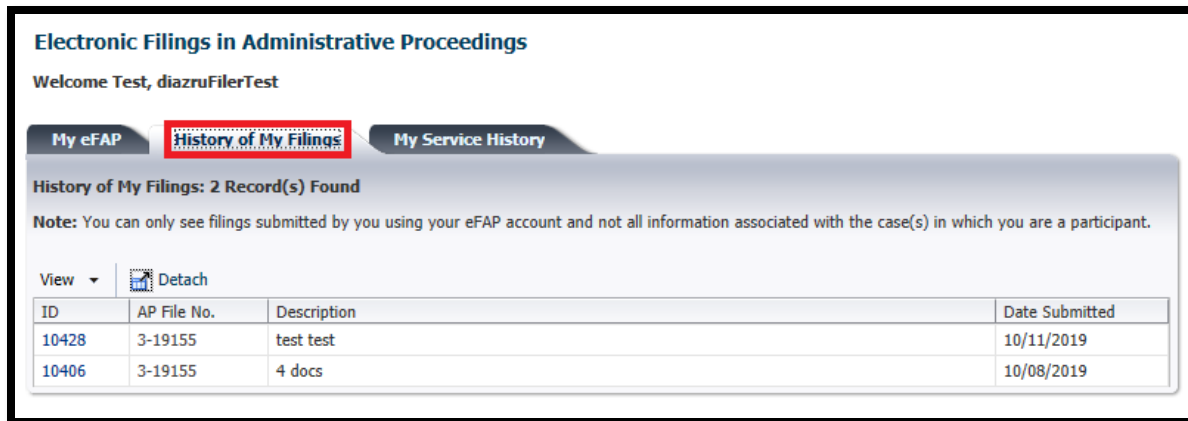 Electronic Filings in Administrative Proceedings
Welcome Test, diazruFilerTest
My eFAP History of My Filings My Service History
History of My Filings: 2 Record(s) Found
Note: You can only see filings submitted by you using your eFAP account and not all information associated with the case(s) in which you are a participant.
View Detach
ID AP File No. Description Date Submitted
10428 3-19155 test test 10/11/2019
10406 3-19155 4 docs 10/08/2019